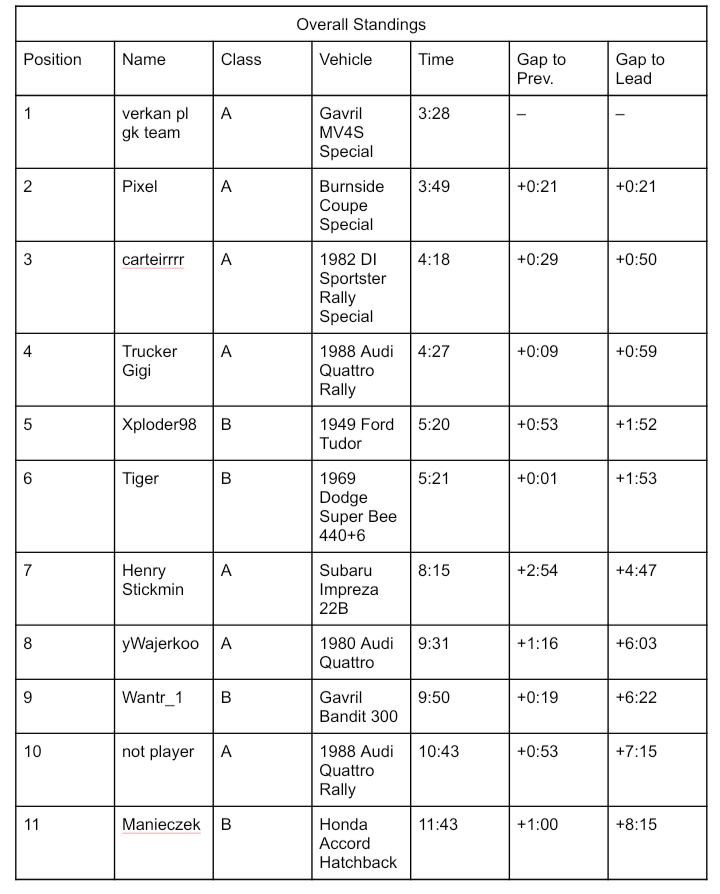 Overall Standings
Position Name Class Vehicle Time Gap to Prev. Gap to Lead
1 verkan pl gk team A Gavril MV4S Special 3:28 – –
2 Pixel A Burnside Coupe Special 3:49 +0:21 +0:21
3 carteirrrr A 1982 DI Sportster Rally Special 4:18 +0:29 +0:50
4 Trucker Gigi A 1988 Audi Quattro Rally 4:27 +0:09 +0:59
5 Xploder98 B 1949 Ford Tudor 5:20 +0:53 +1:52
6 Tiger B 1969 Dodge Super Bee 440+6 5:21 +0:01 +1:53
7 Henry Stickmin A Subaru Impreza 22B 8:15 +2:54 +4:47
8 yWajerkoo A 1980 Audi Quattro 9:31 +1:16 +6:03
9 Wantr_1 B Gavril Bandit 300 9:50 +0:19 +6:22
10 not player A 1988 Audi Quattro Rally 10:43 +0:53 +7:15
11 Manieczek B Honda Accord Hatchback 11:43 +1:00 +8:15